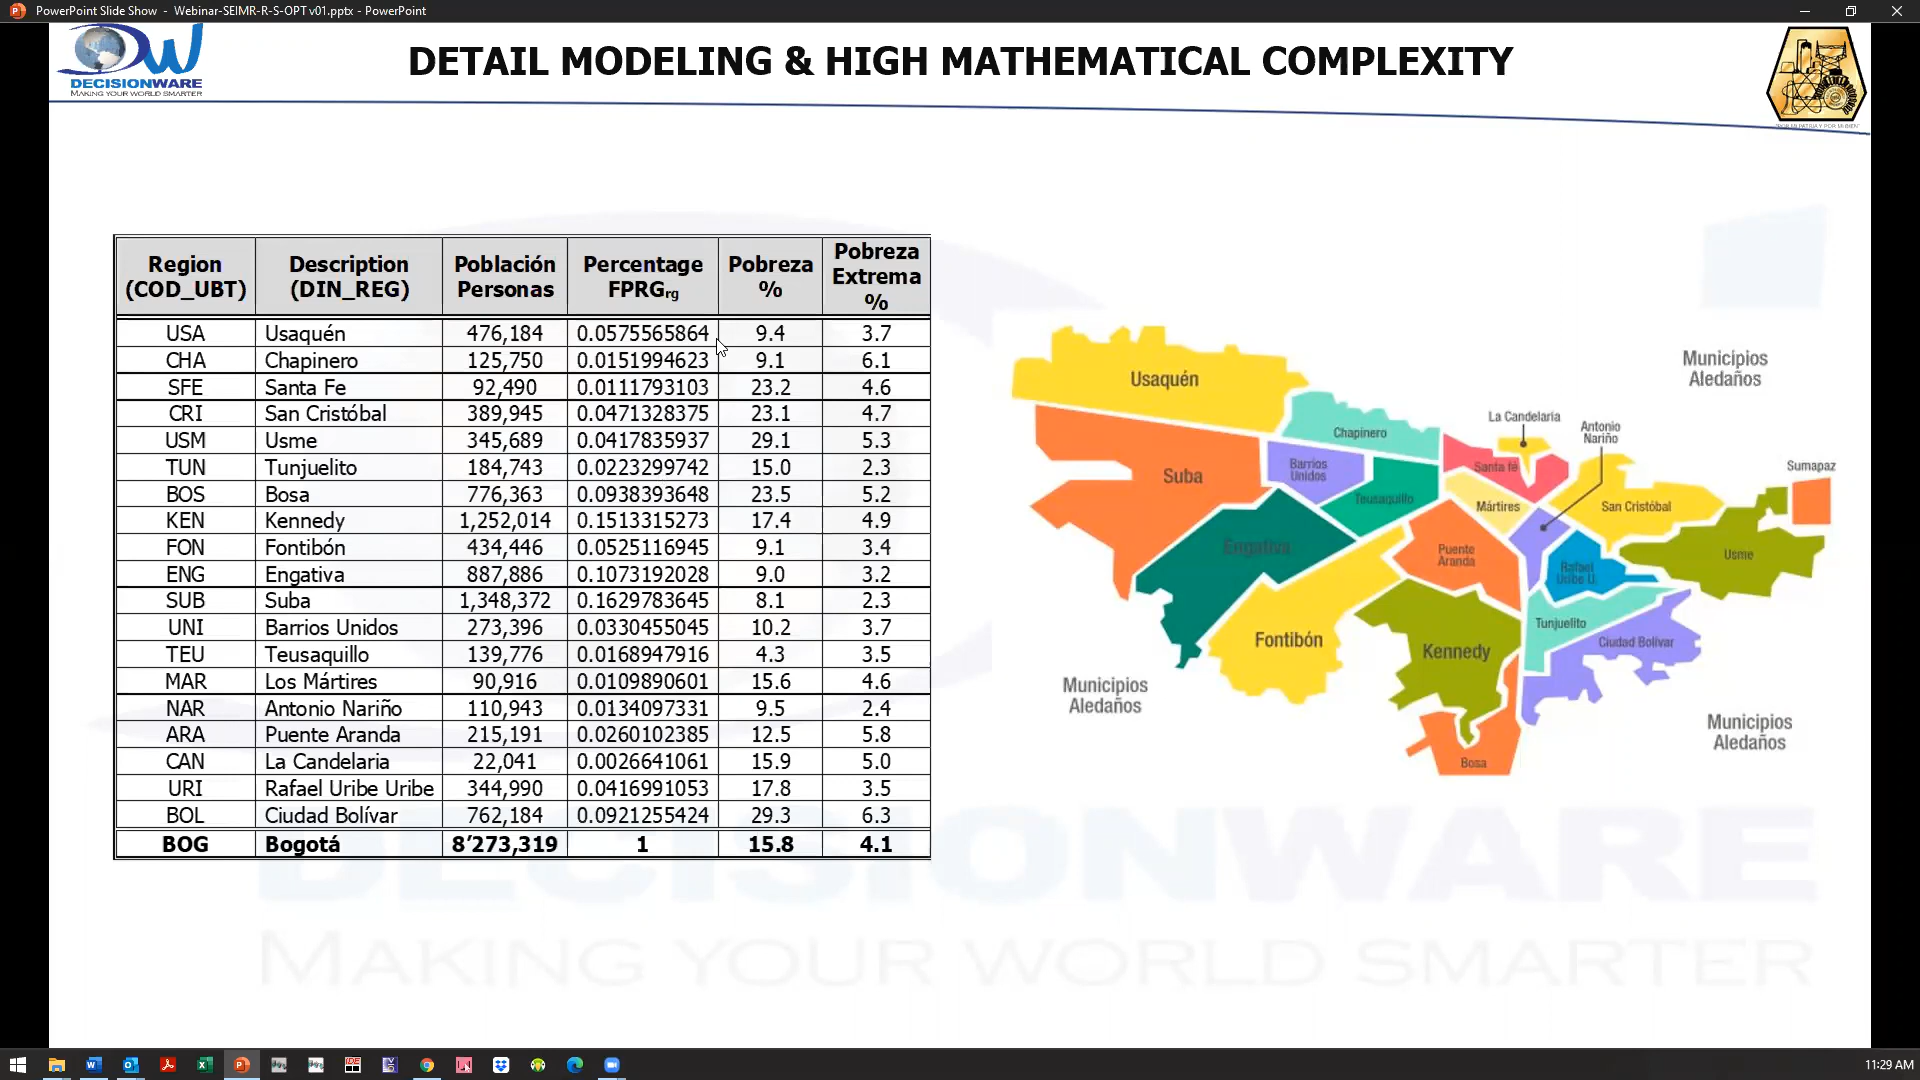 PowerPoint Slide Show - Webinar-SEIMR-R-S-OPT v01.pptx - PowerPoint
DECISIONWARE
MAKING YOUR WORLD SMARTER
DETAIL MODELING & HIGH MATHEMATICAL COMPLEXITY
Region (COD_UBT) Description (DIN_REG) Población Personas Percentage FPRGrg Pobreza % Pobreza Extrema %
USA Usaquén 476,184 0.0575565864 9.4 3.7
CHA Chapinero 125,750 0.0151994623 9.1 6.1
SFE Santa Fe 92,490 0.0111793103 23.2 4.6
CRI San Cristóbal 389,945 0.0471328375 23.1 4.7
USM Usme 345,689 0.0417835937 29.1 5.3
TUN Tunjuelito 184,743 0.0223299742 15.0 2.3
BOS Bosa 776,363 0.0938393648 23.5 5.2
KEN Kennedy 1,252,014 0.1513315273 17.4 4.9
FON Fontibón 434,446 0.0525116945 9.1 3.4
ENG Engativa 887,886 0.1073192028 9.0 3.2
SUB Suba 1,348,372 0.1629783645 8.1 2.3
UNI Barrios Unidos 273,396 0.0330455045 10.2 3.7
TEU Teusaquillo 139,776 0.0168947916 4.3 3.5
MAR Los Mártires 90,916 0.0109890601 15.6 4.6
NAR Antonio Nariño 110,943 0.0134097331 9.5 2.4
ARA Puente Aranda 215,191 0.0260102385 12.5 5.8
CAN La Candelaria 22,041 0.0026641061 15.9 5.0
URI Rafael Uribe Uribe 344,990 0.0416991053 17.8 3.5
BOL Ciudad Bolívar 762,184 0.0921255424 29.3 6.3
BOG Bogotá 8’273,319 1 15.8 4.1
Municipios
Aledaños
Usaquén
La Candelaria
Antonio
Nariño
Chapinero
Suba
Barrios
Unidos
Santa fé
Sumapaz
Teusaquillo
Mártires
San Cristóbal
Engativa
Puente
Aranda
Usme
Rafael
Uribe U.
Fontibón
Kennedy
Tunjuelito
Ciudad Bolívar
Municipios
Aledaños
Municipios
Aledaños
Bosa
DECISIONWARE
MAKING YOUR WORLD SMARTER
11:29 AM